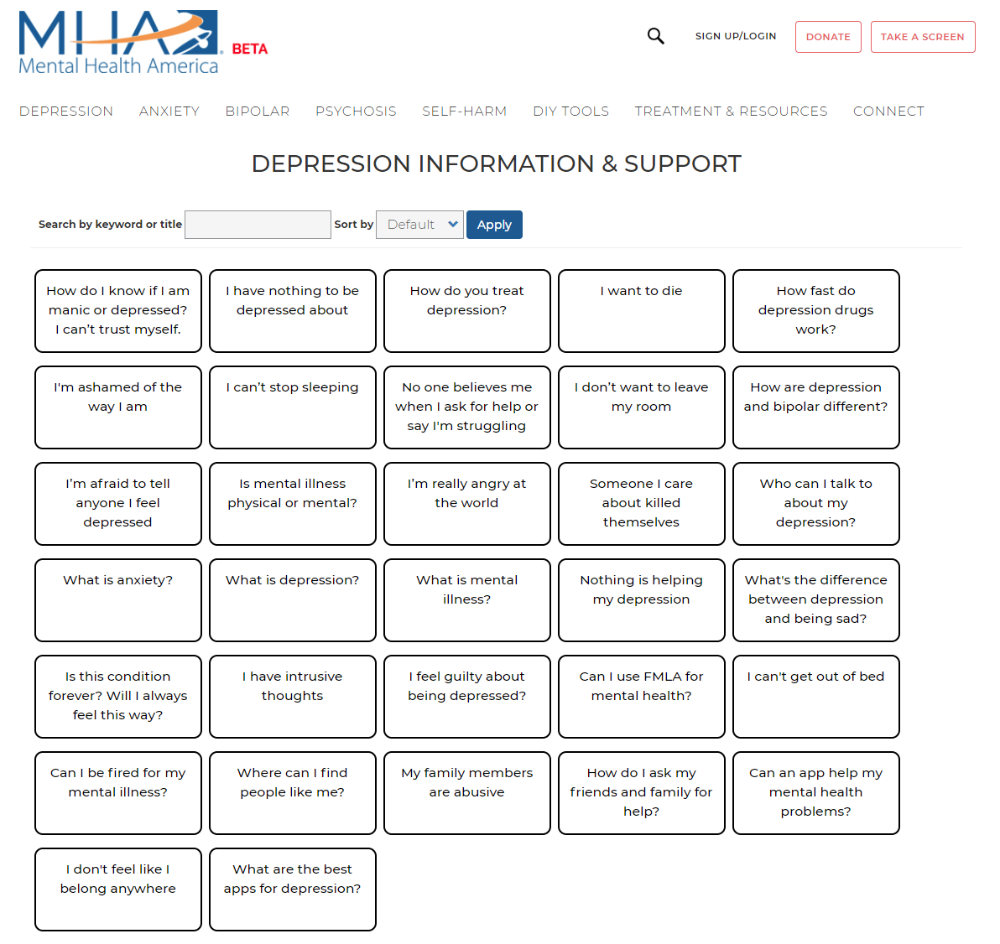 MHA
BETA
Mental Health America
SIGN UP/LOGIN
DONATE
TAKE A SCREEN
DEPRESSION ANXIETY BIPOLAR PSYCHOSIS SELF-HARM DIY TOOLS TREATMENT & RESOURCES CONNECT
DEPRESSION INFORMATION & SUPPORT
Search by keyword or title
Sort by
Default
Apply
How do I know if I am
manic or depressed?
I can’t trust myself.
I have nothing to be
depressed about
How do you treat
depression?
I want to die
How fast do
depression drugs
work?
I'm ashamed of the
way I am
I can’t stop sleeping
No one believes me
when I ask for help or
say I'm struggling
I don’t want to leave
my room
How are depression
and bipolar different?
I’m afraid to tell
anyone I feel
depressed
Is mental illness
physical or mental?
I’m really angry at
the world
Someone I care
about killed
themselves
Who can I talk to
about my
depression?
What is anxiety?
What is depression?
What is mental
illness?
Nothing is helping
my depression
What's the difference
between depression
and being sad?
Is this condition
forever? Will I always
feel this way?
I have intrusive
thoughts
I feel guilty about
being depressed?
Can I use FMLA for
mental health?
I can't get out of bed
Can I be fired for my
mental illness?
Where can I find
people like me?
My family members
are abusive
How do I ask my
friends and family for
help?
Can an app help my
mental health
problems?
I don't feel like I
belong anywhere
What are the best
apps for depression?